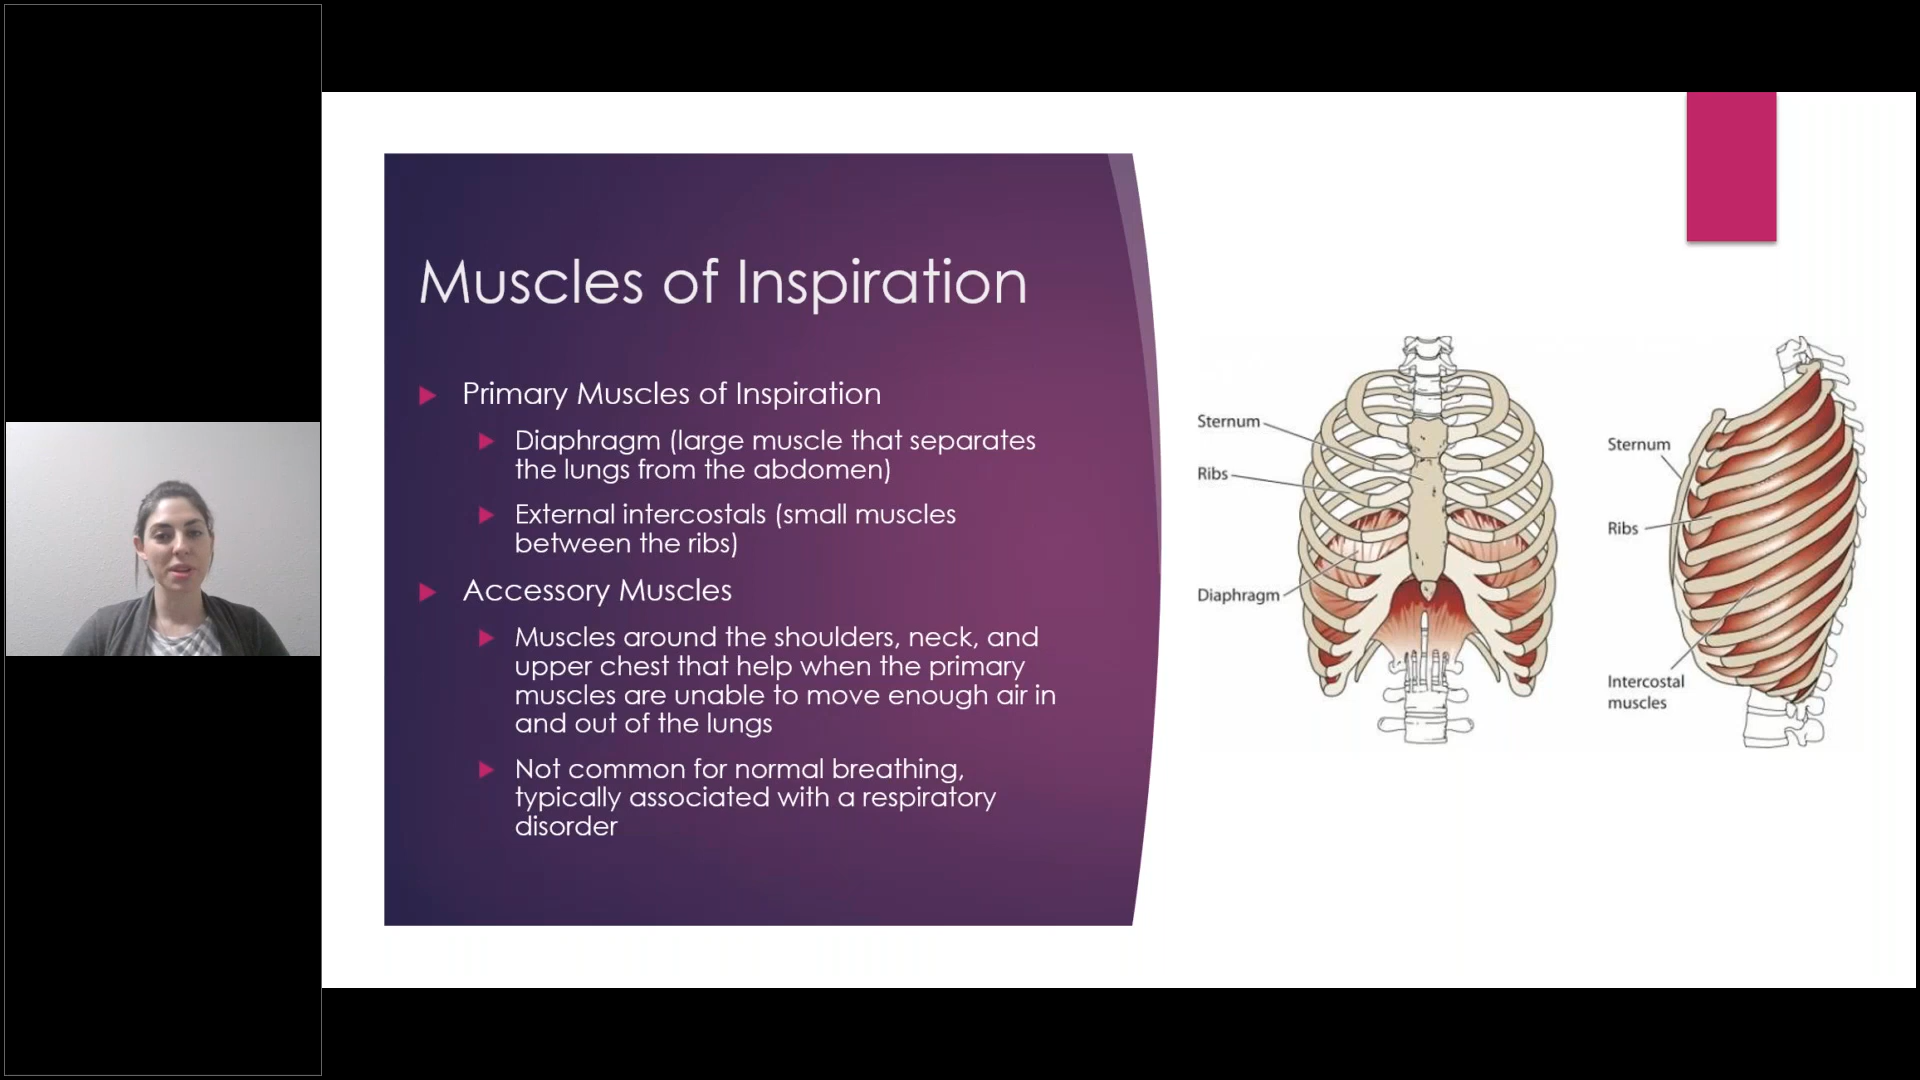 Muscles of Inspiration
Primary Muscles of Inspiration
Diaphragm (large muscle that separates
the lungs from the abdomen)
External intercostals (small muscles
between the ribs)
Accessory Muscles
Muscles around the shoulders, neck, and
upper chest that help when the primary
muscles are unable to move enough air in
and out of the lungs
Not common for normal breathing,
typically associated with a respiratory
disorder
Sternum
Ribs
Diaphragm
Sternum
Ribs
Intercostal
muscles